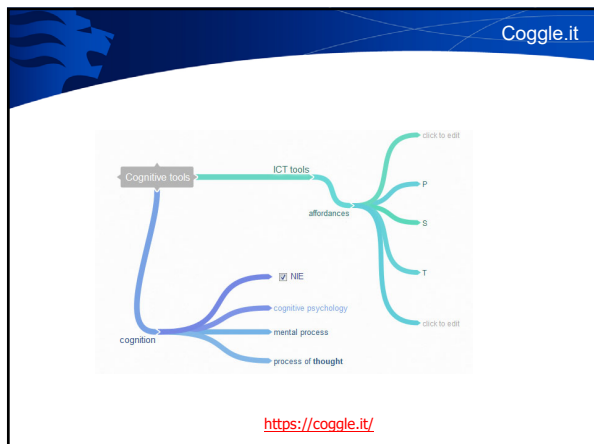 Coggle.it
click to edit
Cognitive tools
ICT tools
P
affordances
S
T
NIE
cognitive psychology
click to edit
mental process
cognition
process of thought
https://coggle.it/